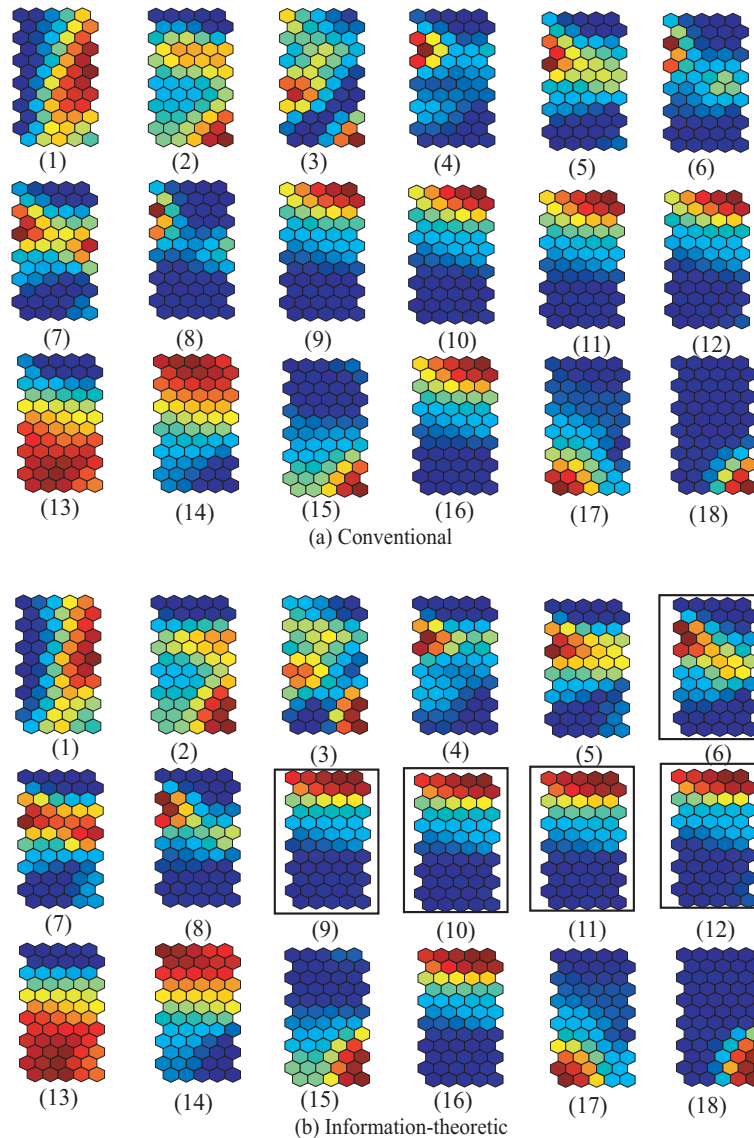 (1) (2) (3) (4) (5) (6)
(7) (8) (9) (10) (11) (12)
(13) (14) (15) (16) (17) (18)
(a) Conventional
(1) (2) (3) (4) (5) (6)
(7) (8) (9) (10) (11) (12)
(13) (14) (15) (16) (17) (18)
(b) Information-theoretic